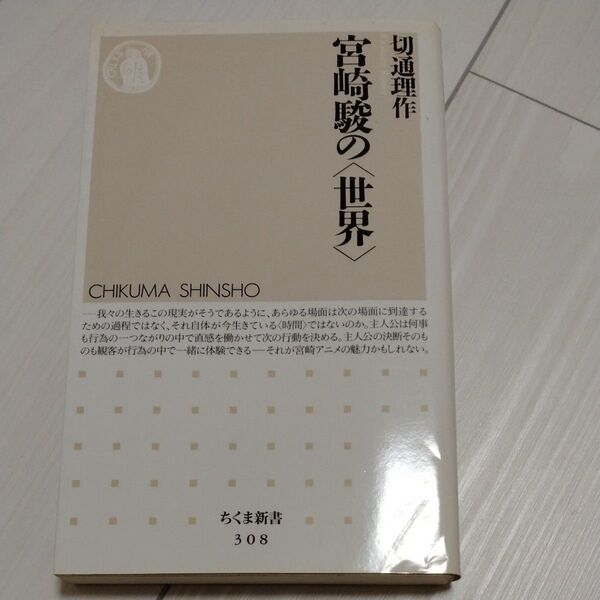 切通理作
宮崎駿の〈世界〉
CHIKUMA SHINSHO
──我々の生きるこの現実がそうであるように、あらゆる場面は次の場面に到達する
ための過程ではなく、それ自体が今生きている〈時間〉ではないのか。主人公は何事
も行為の一つながりの中で直感を働かせて次の行動を決める。主人公の決断そのも
のも観客が行為の中で一緒に体験できる──それが宮崎アニメの魅力かもしれない。
ちくま新書
308